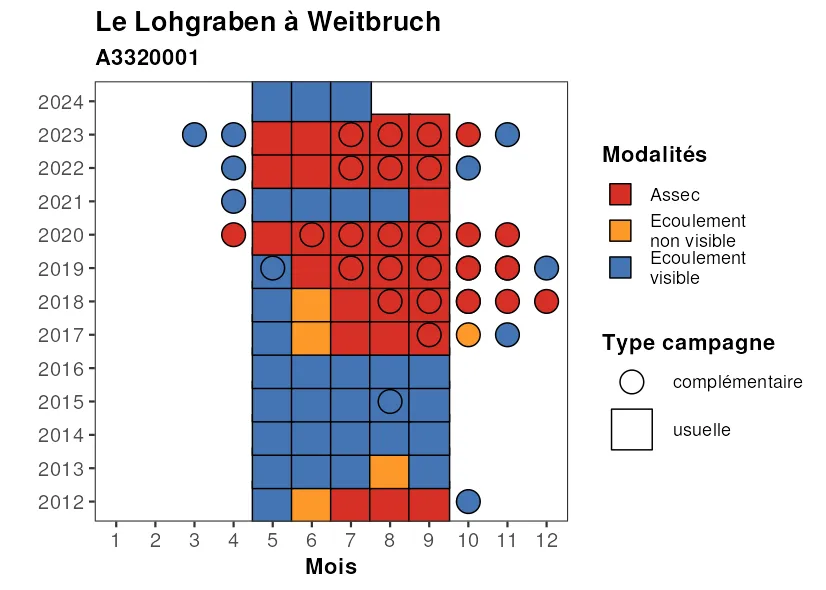 Le Lohgraben à Weitbruch
A3320001
2024
2023
2022
2021
2020
2019
2018
2017
2016
2015
2014
2013
2012
1 2 3 4 5 6 7 8 9 10 11 12
Mois
Modalités
Assec
Ecoulement
non visible
Ecoulement
visible
Type campagne
complémentaire
usuelle